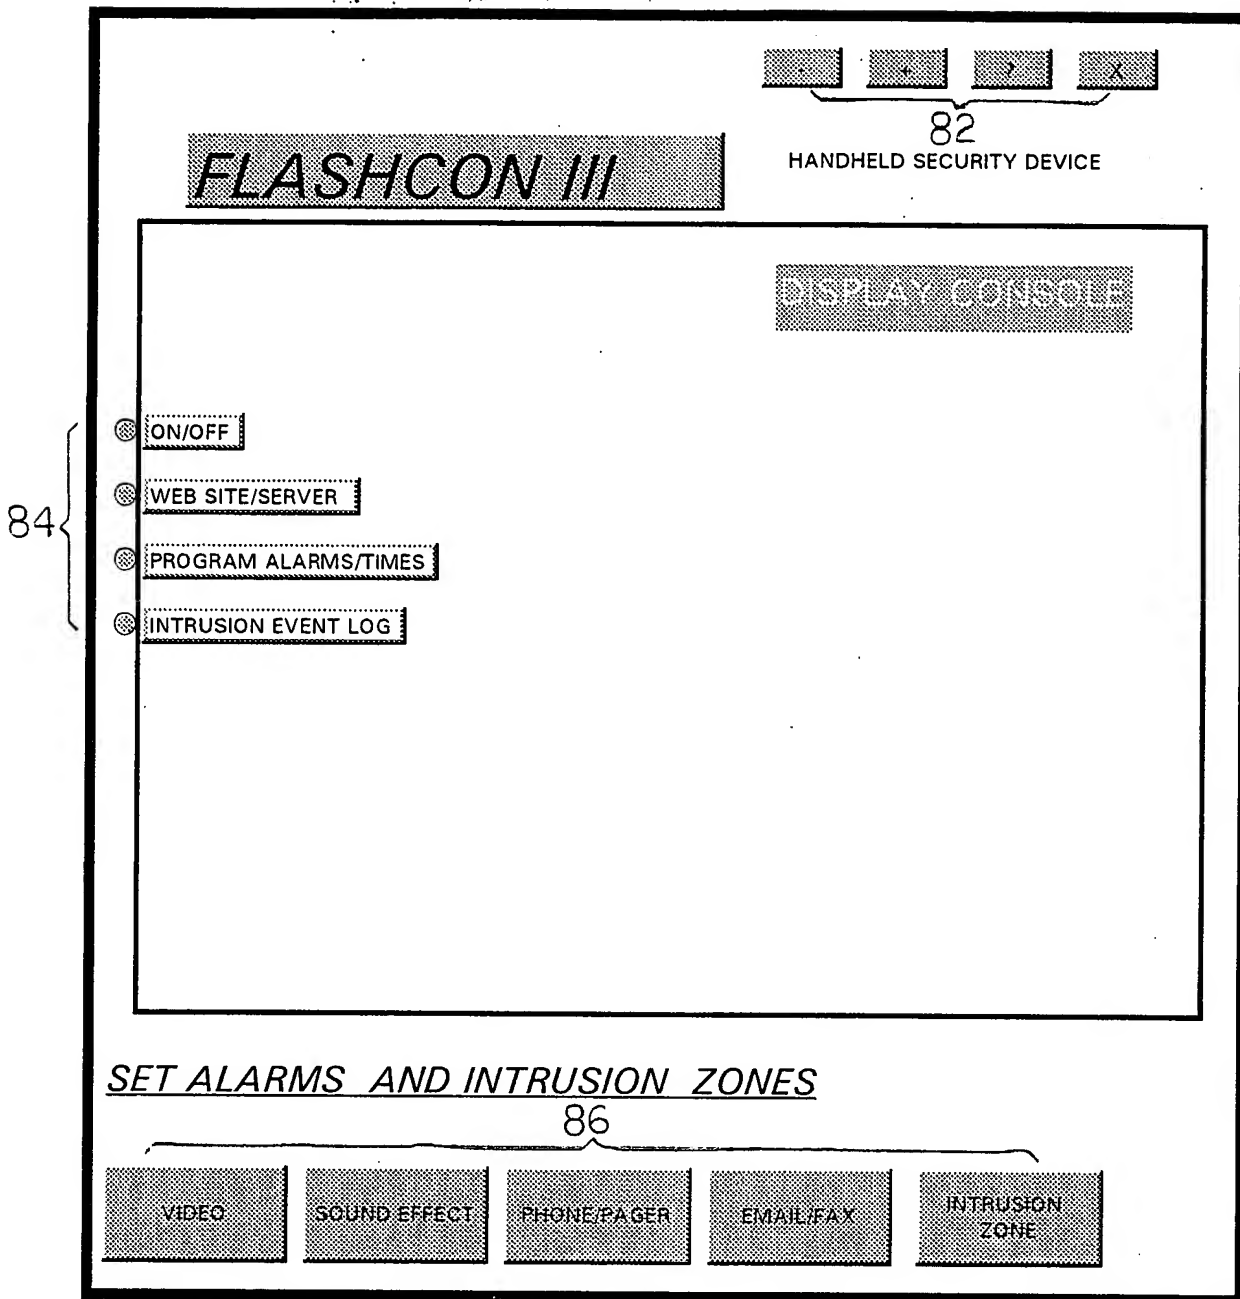 - + ? X
82
HANDHELD SECURITY DEVICE
FLASHCON III
DISPLAY CONSOLE
84
ON/OFF
WEB SITE/SERVER
PROGRAM ALARMS/TIMES
INTRUSION EVENT LOG
SET ALARMS AND INTRUSION ZONES
86
VIDEO
SOUND EFFECT
PHONE/PAGER
EMAIL/FAX
INTRUSION
ZONE